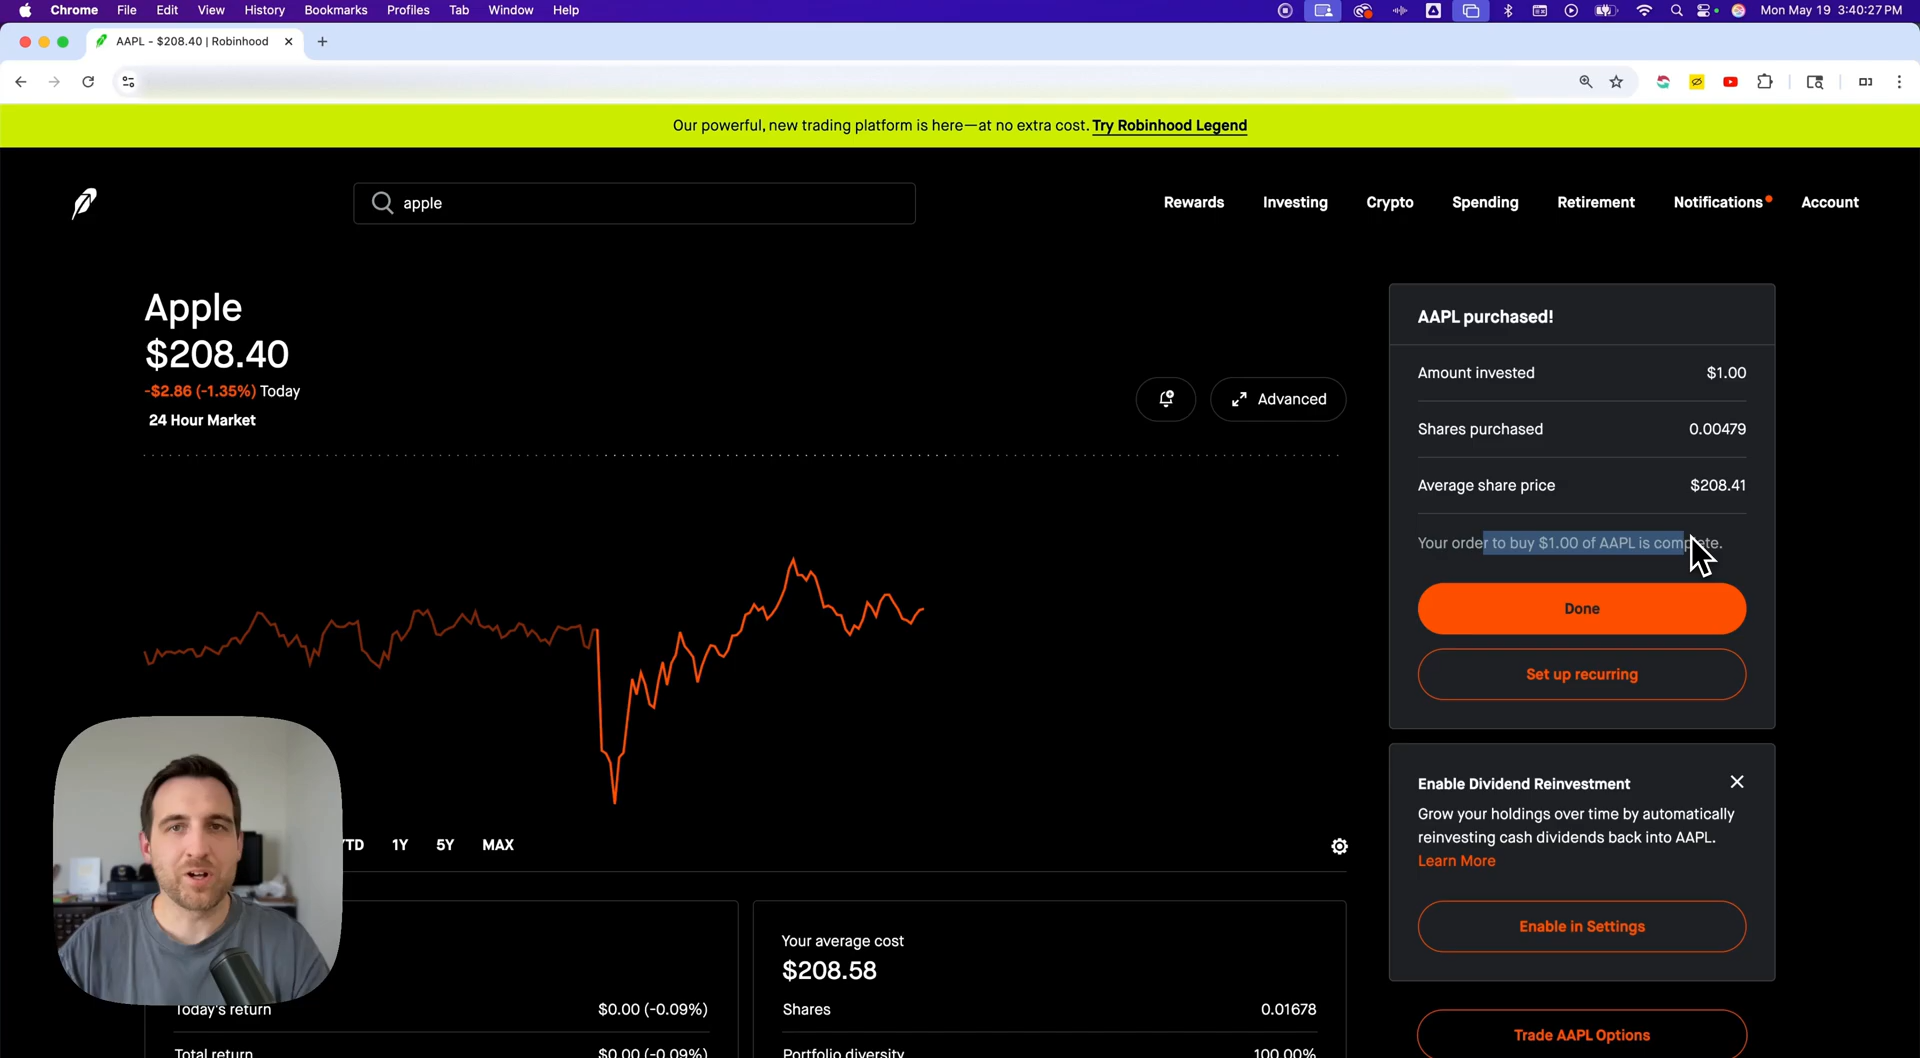 Chrome File Edit View History Bookmarks Profiles Tab Window Help
Mon May 19 3:40:27 PM
AAPL - $208.40 | Robinhood
Our powerful, new trading platform is here—at no extra cost. Try Robinhood Legend
apple
Rewards Investing Crypto Spending Retirement Notifications Account
Apple
$208.40
-$2.86 (-1.35%) Today
24 Hour Market
Advanced
AAPL purchased!
Amount invested $1.00
Shares purchased 0.00479
Average share price $208.41
Your order to buy $1.00 of AAPL is complete.
Done
Set up recurring
YTD 1Y 5Y MAX
Enable Dividend Reinvestment
Grow your holdings over time by automatically
reinvesting cash dividends back into AAPL.
Learn More
Enable in Settings
Your average cost
$208.58
Today's return $0.00 (-0.09%)
Shares 0.01678
Total return $0.00 (-0.09%)
Portfolio diversity 100.00%
Trade AAPL Options